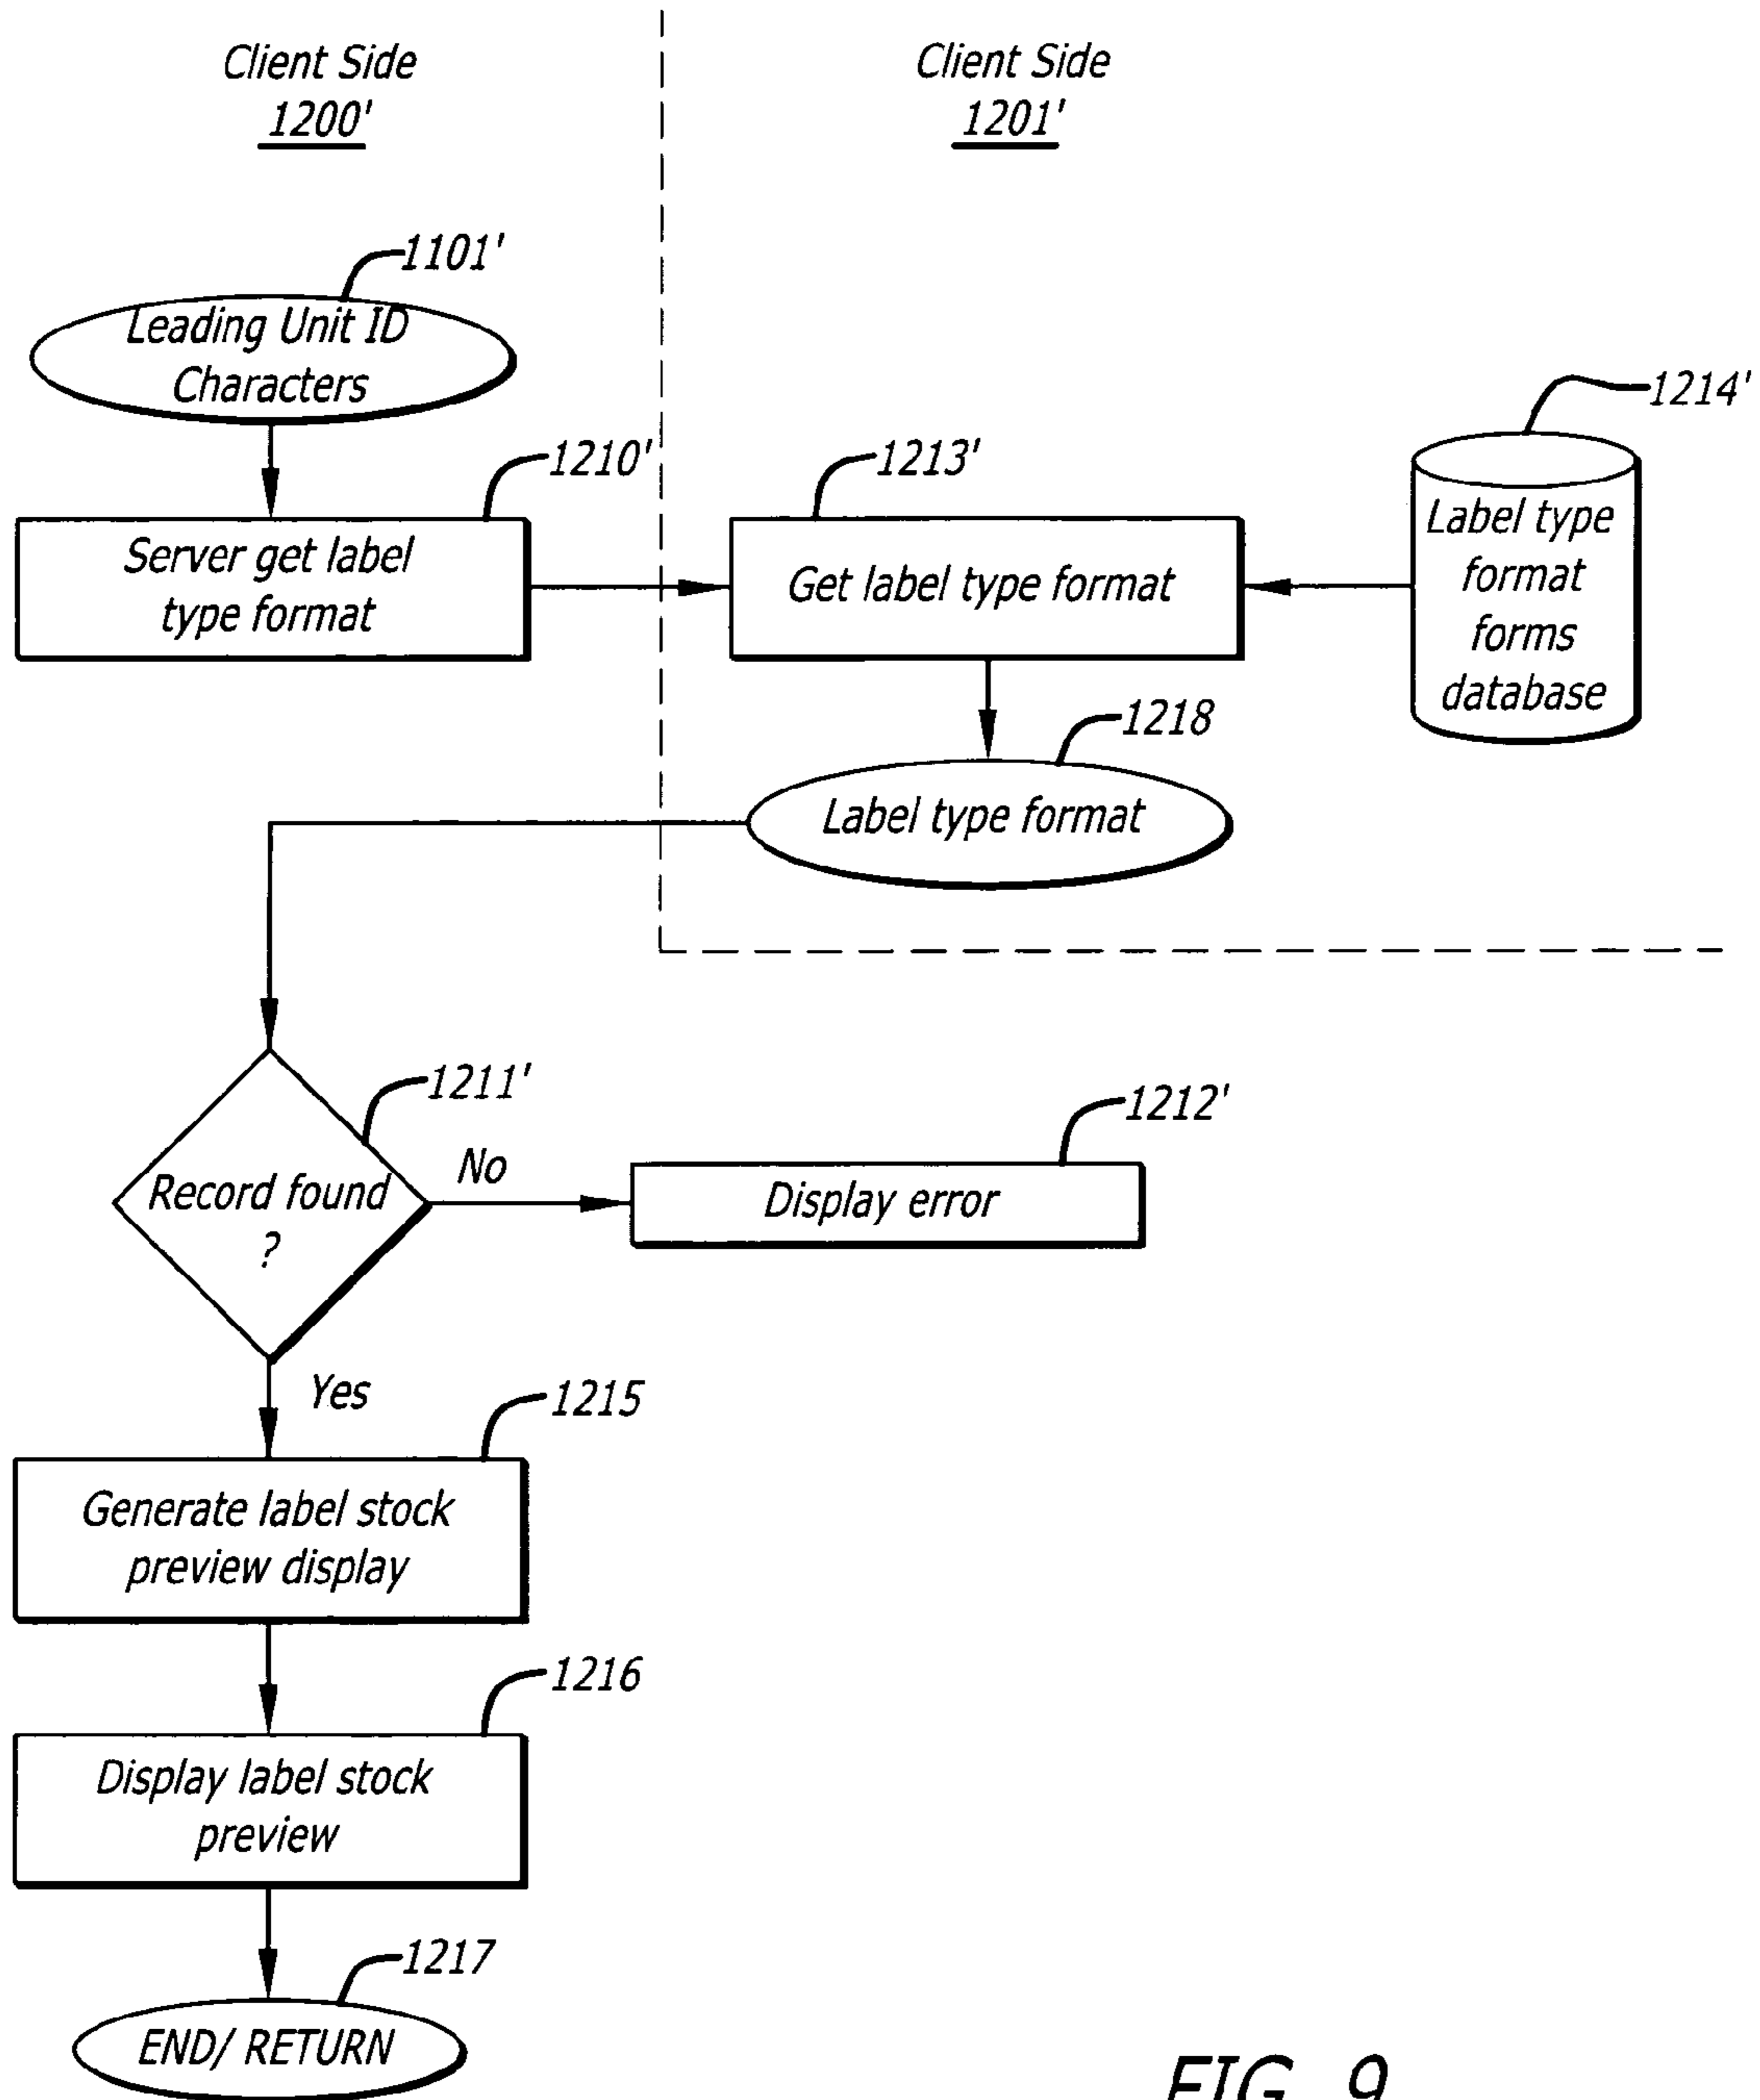 Client Side
1200'
Client Side
1201'
1101'
Leading Unit ID
Characters
1210'
Server get label
type format
1213'
Get label type format
1214'
Label type
format
forms
database
1218
Label type format
1211'
Record found
?
No
1212'
Display error
Yes
1215
Generate label stock
preview display
1216
Display label stock
preview
1217
END/ RETURN
FIG. 9